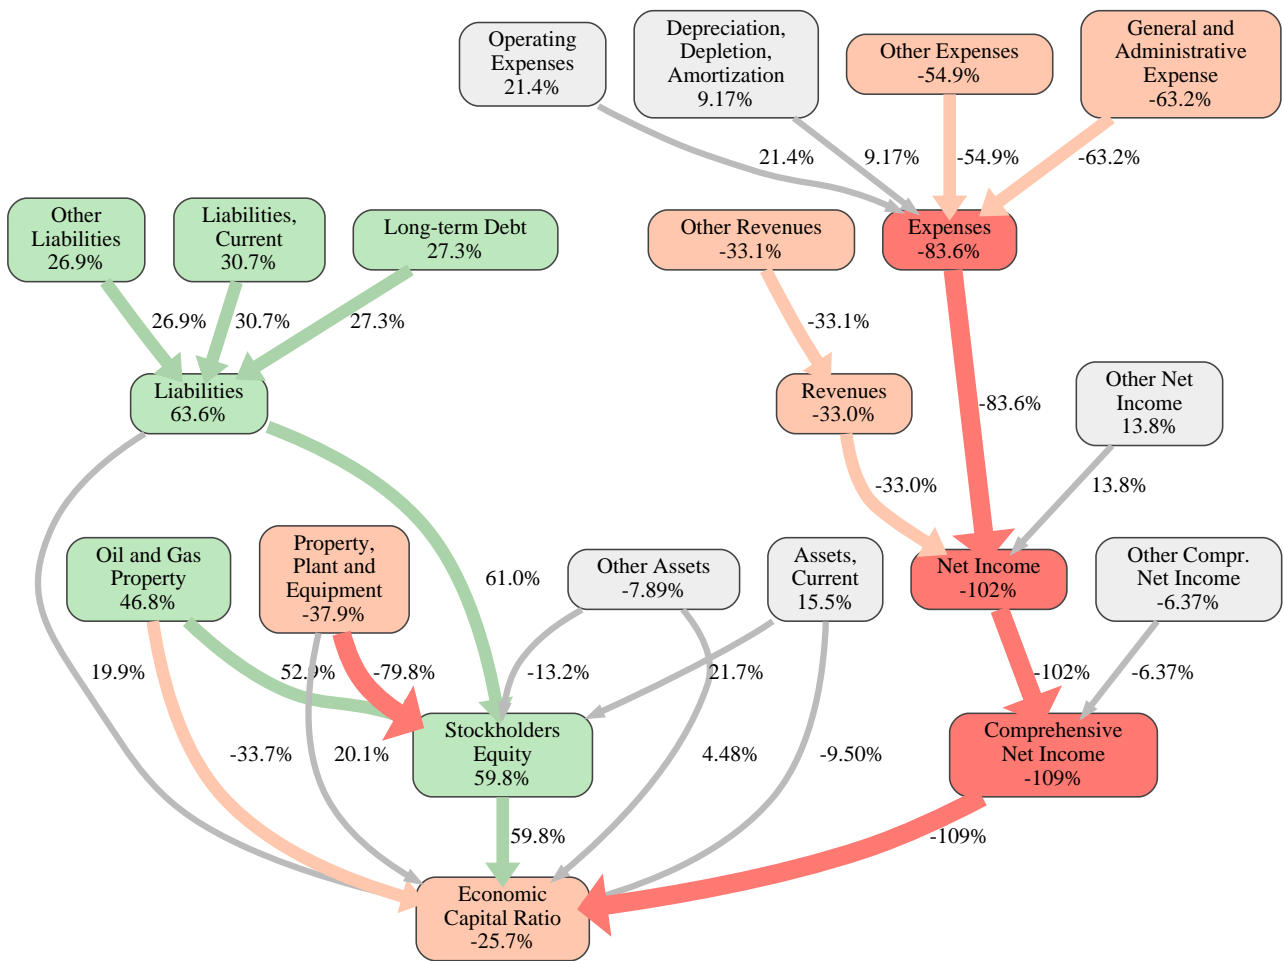 Operating
Expenses
21.4%
Depreciation,
Depletion,
Amortization
9.17%
Other Expenses
-54.9%
General and
Administrative
Expense
-63.2%
21.4%
9.17%
-54.9%
-63.2%
Other
Liabilities
26.9%
Liabilities,
Current
30.7%
Long-term Debt
27.3%
Other Revenues
-33.1%
Expenses
-83.6%
26.9%
30.7%
27.3%
-33.1%
Liabilities
63.6%
Revenues
-33.0%
-83.6%
Other Net
Income
13.8%
-33.0%
13.8%
Oil and Gas
Property
46.8%
Property,
Plant and
Equipment
-37.9%
61.0%
Other Assets
-7.89%
Assets,
Current
15.5%
Net Income
-102%
Other Compr.
Net Income
-6.37%
19.9%
52.9%
-79.8%
-13.2%
21.7%
-102%
-6.37%
-33.7%
20.1%
Stockholders
Equity
59.8%
4.48%
-9.50%
Comprehensive
Net Income
-109%
59.8%
-109%
Economic
Capital Ratio
-25.7%